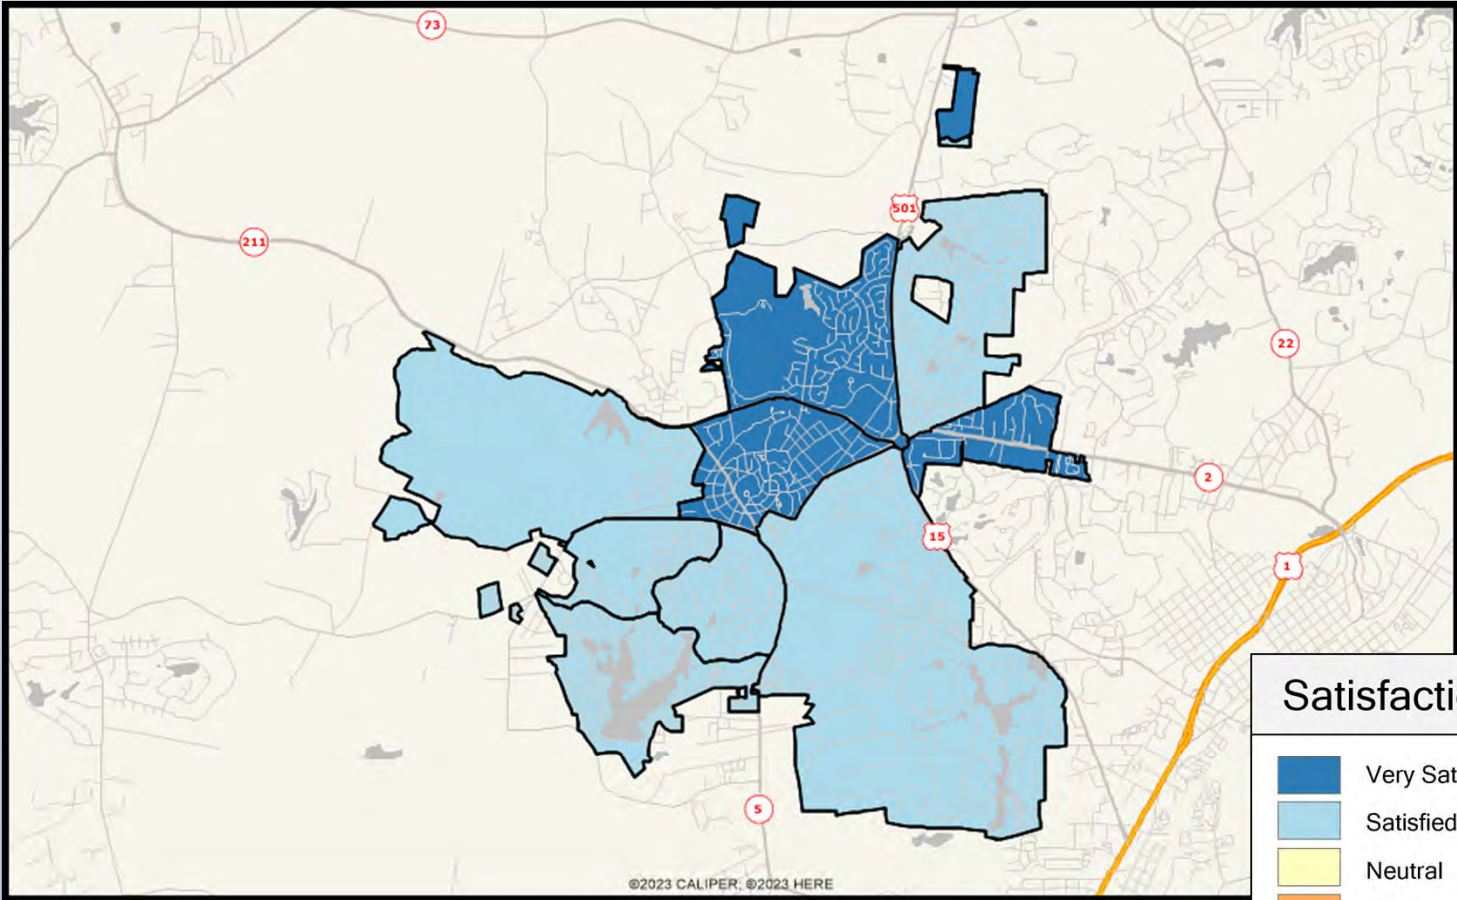 73
501
211
22
2
15
1
5
Satisfacti
Very Sat
Satisfied
Neutral
©2023 CALIPER; ©2023 HERE